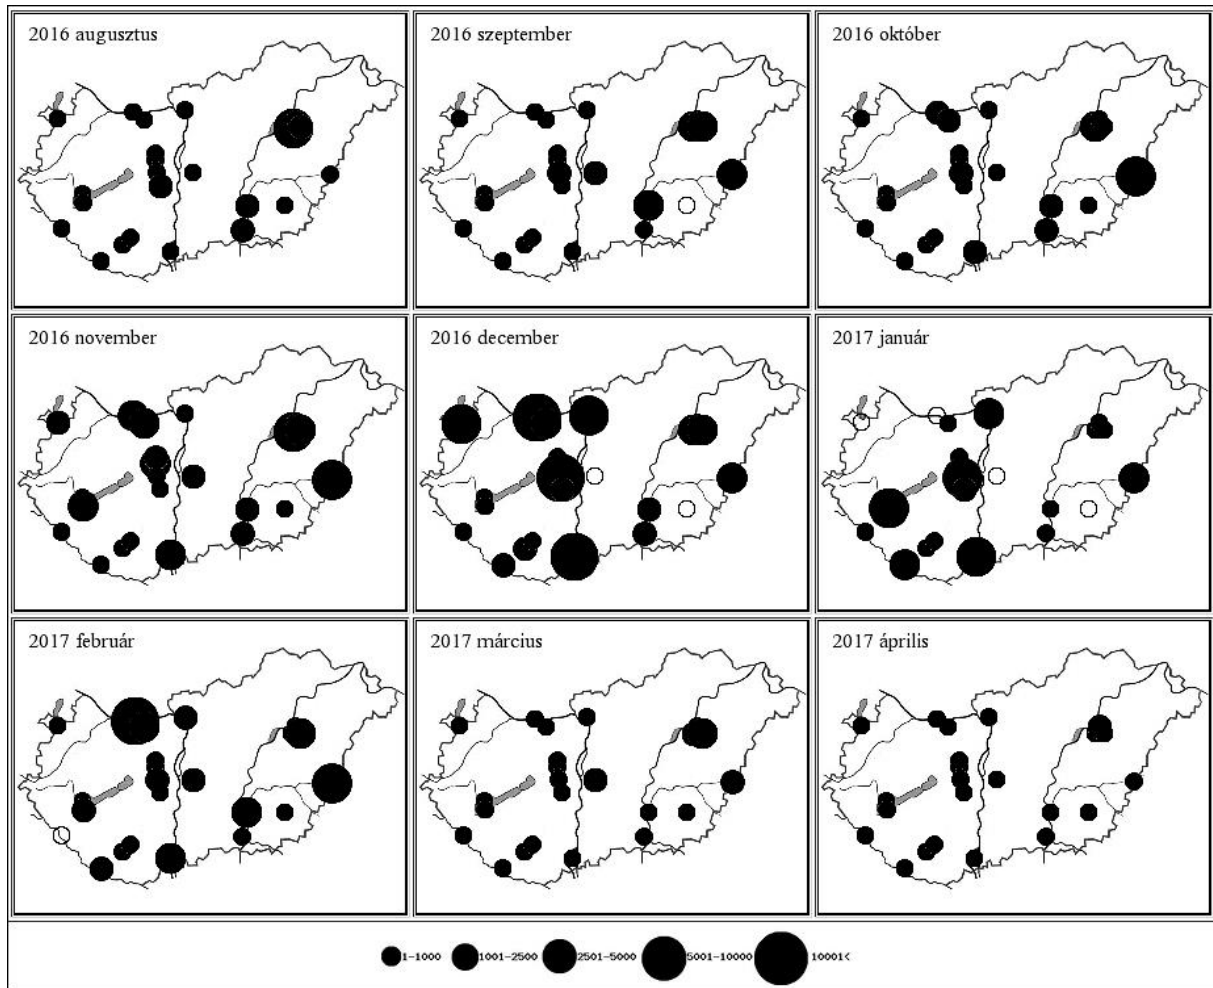 2016 augusztus
2016 szeptember
2016 október
2016 november
2016 december
2017 január
2017 február
2017 március
2017 április
1-1000 1001-2500 2501-5000 5001-10000 10001<